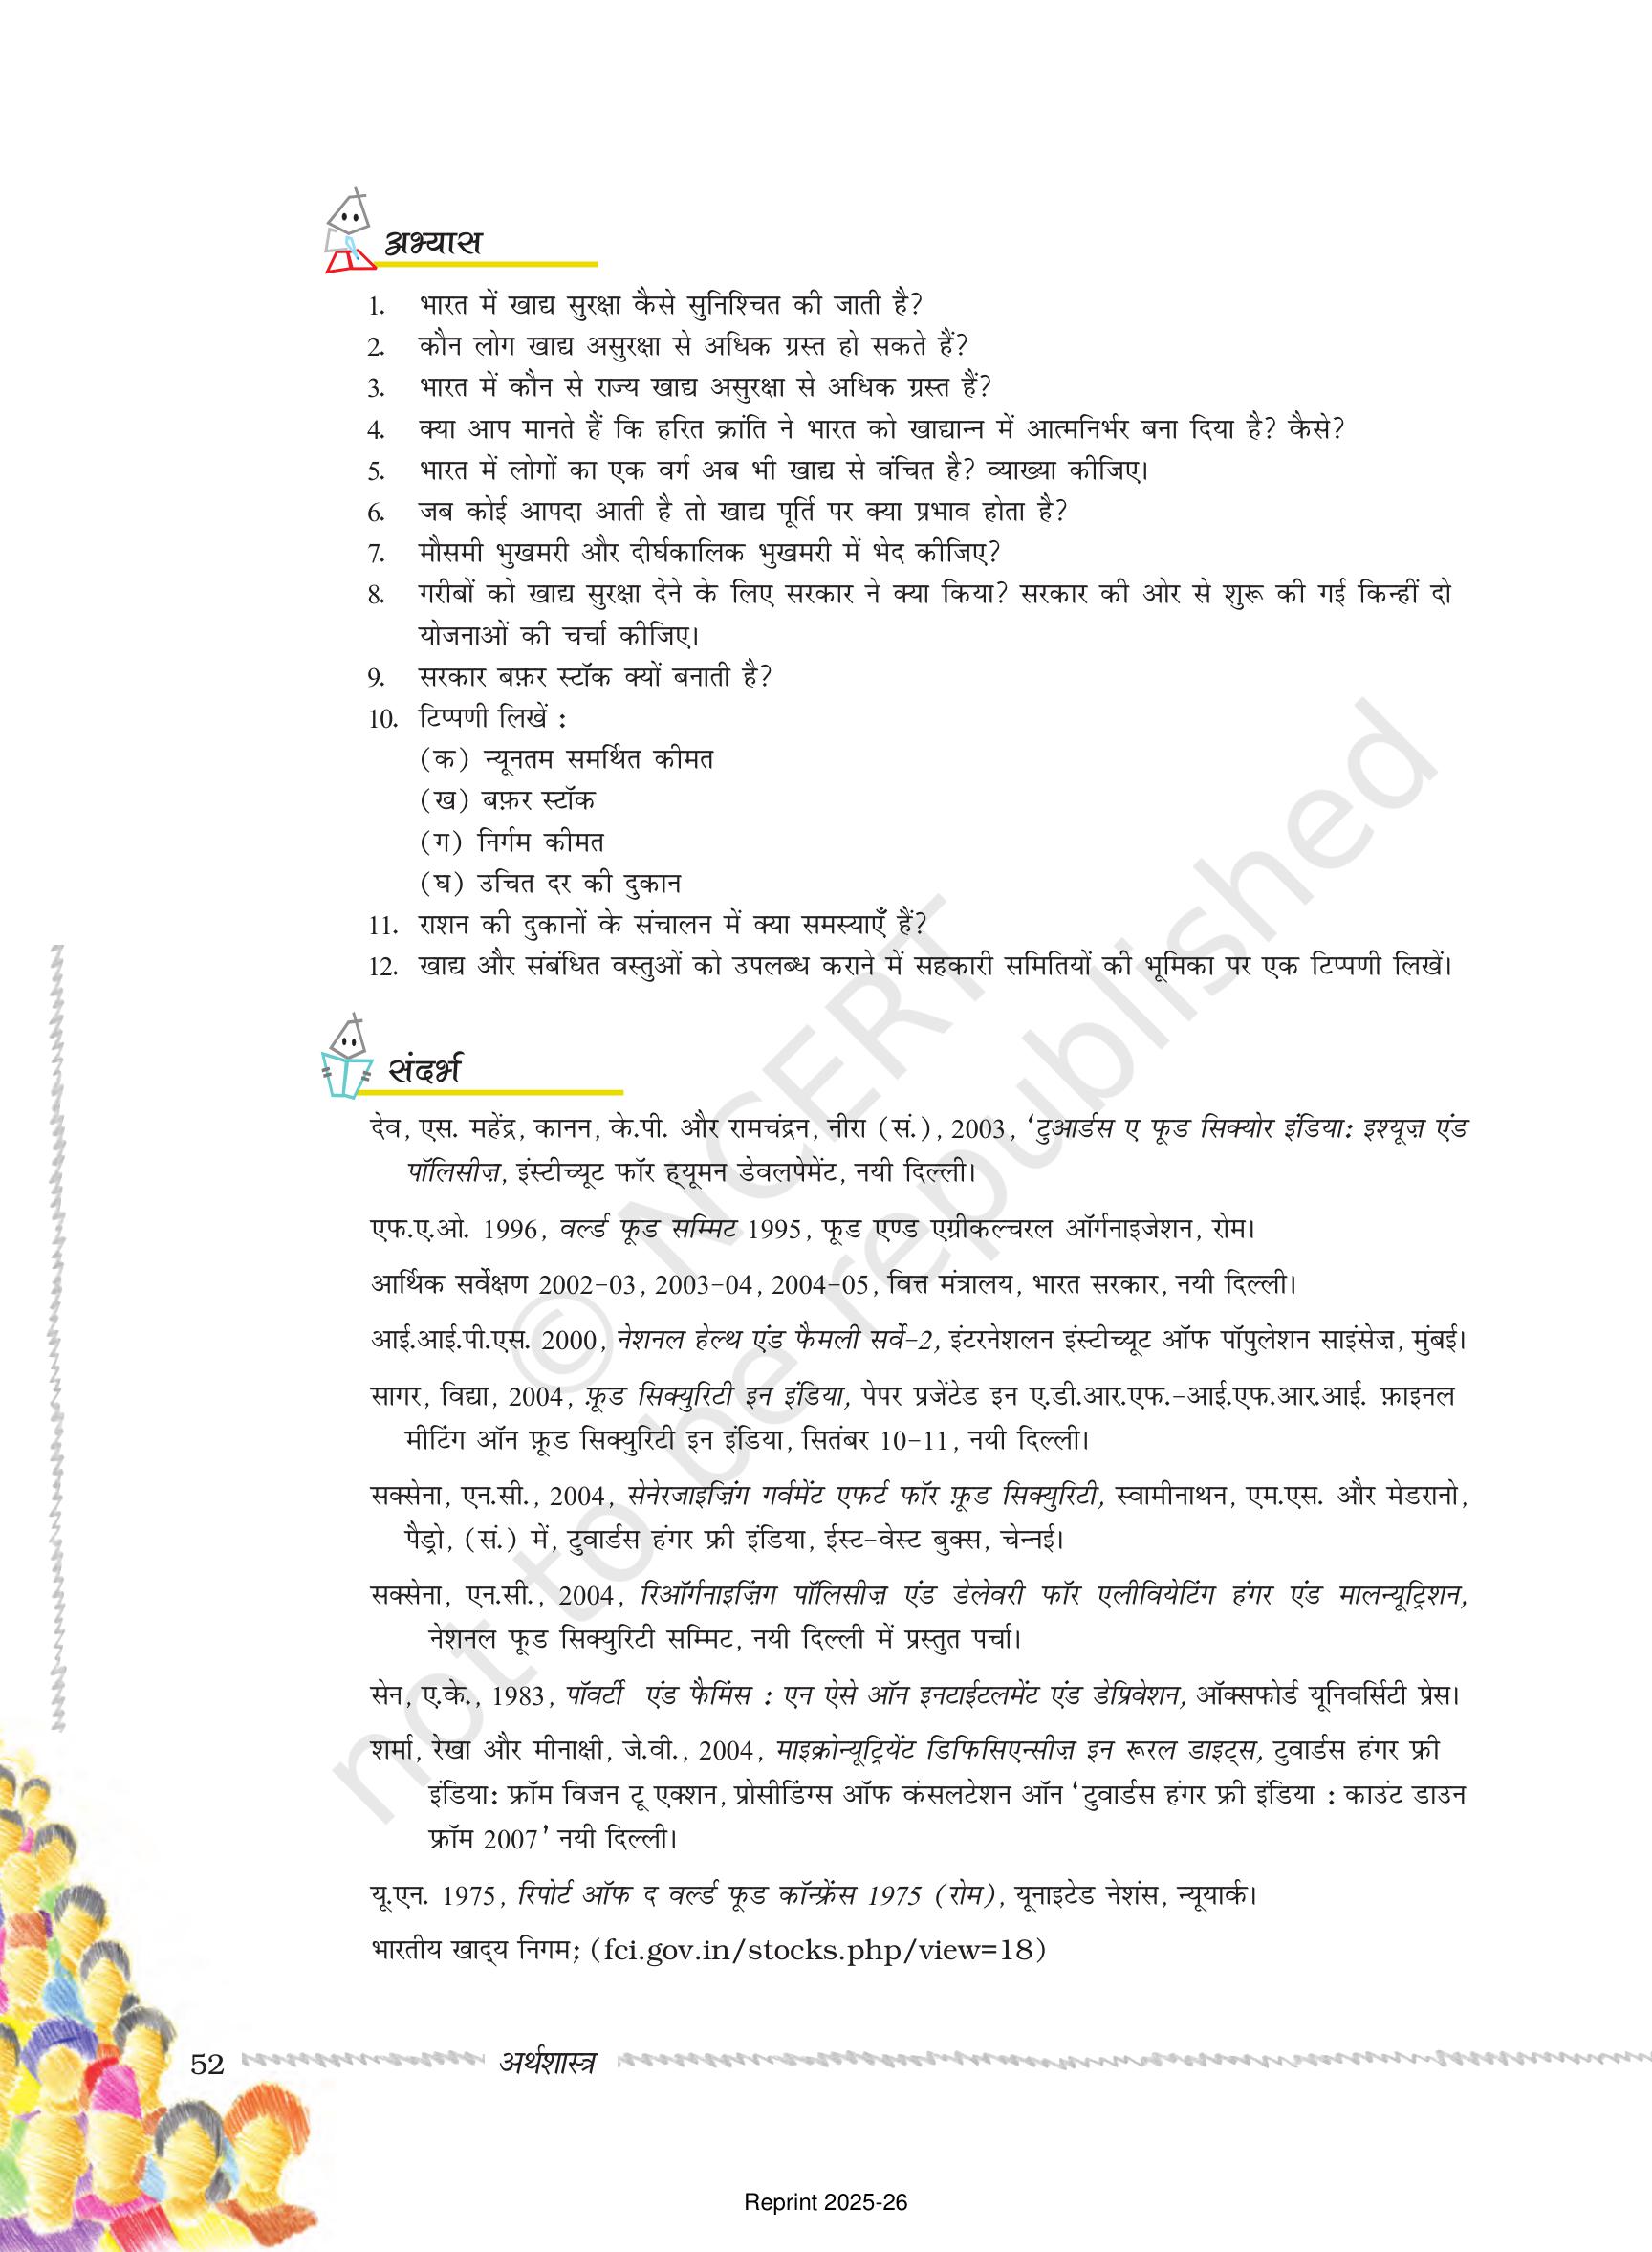 अभ्यास
1. भारत में खाद्य सुरक्षा कैसे सुनिश्चित की जाती है?
2. कौन लोग खाद्य असुरक्षा से अधिक ग्रस्त हो सकते हैं?
3. भारत में कौन से राज्य खाद्य असुरक्षा से अधिक ग्रस्त हैं?
4. क्या आप मानते हैं कि हरित क्रांति ने भारत को खाद्यान्न में आत्मनिर्भर बना दिया है? कैसे?
5. भारत में लोगों का एक वर्ग अब भी खाद्य से वंचित है? व्याख्या कीजिए।
6. जब कोई आपदा आती है तो खाद्य पूर्ति पर क्या प्रभाव होता है?
7. मौसमी भुखमरी और दीर्घकालिक भुखमरी में भेद कीजिए?
8. गरीबों को खाद्य सुरक्षा देने के लिए सरकार ने क्या किया? सरकार की ओर से शुरू की गई किन्हीं दो
योजनाओं की चर्चा कीजिए।
9. सरकार बफ़र स्टॉक क्यों बनाती है?
10. टिप्पणी लिखें :
(क) न्यूनतम समर्थित कीमत
(ख) बफ़र स्टॉक
(ग) निर्गम कीमत
(घ) उचित दर की दुकान
11. राशन की दुकानों के संचालन में क्या समस्याएँ हैं?
12. खाद्य और संबंधित वस्तुओं को उपलब्ध कराने में सहकारी समितियों की भूमिका पर एक टिप्पणी लिखें।
संदर्भ
देव, एस. महेंद्र, कानन, के.पी. और रामचंद्रन, नीरा (सं.), 2003, ‘टुआर्डस ए फूड सिक्योर इंडिया: इश्यूज़ एंड
पॉलिसीज़, इंस्टीच्यूट फॉर ह्यूमन डेवलपेमेंट, नयी दिल्ली।
एफ.ए.ओ. 1996, वर्ल्ड फूड सम्मिट 1995, फूड एण्ड एग्रीकल्चरल ऑर्गनाइजेशन, रोम।
आर्थिक सर्वेक्षण 2002-03, 2003-04, 2004-05, वित्त मंत्रालय, भारत सरकार, नयी दिल्ली।
आई.आई.पी.एस. 2000, नेशनल हेल्थ एंड फैमली सर्वे-2, इंटरनेशलन इंस्टीच्यूट ऑफ पॉपुलेशन साइंसेज़, मुंबई।
सागर, विद्या, 2004, फ़ूड सिक्युरिटी इन इंडिया, पेपर प्रजेंटेड इन ए.डी.आर.एफ.-आई.एफ.आर.आई. फ़ाइनल
मीटिंग ऑन फ़ूड सिक्युरिटी इन इंडिया, सितंबर 10-11, नयी दिल्ली।
सक्सेना, एन.सी., 2004, सेनेरजाइज़िंग गर्वमेंट एफर्ट फॉर फ़ूड सिक्युरिटी, स्वामीनाथन, एम.एस. और मेडरानो,
पैड्रो, (सं.) में, टुवार्डस हंगर फ्री इंडिया, ईस्ट-वेस्ट बुक्स, चेन्नई।
सक्सेना, एन.सी., 2004, रिऑर्गनाइज़िंग पॉलिसीज़ एंड डेलेवरी फॉर एलीवियेटिंग हंगर एंड मालन्यूट्रिशन,
नेशनल फूड सिक्युरिटी सम्मिट, नयी दिल्ली में प्रस्तुत पर्चा।
सेन, ए.के., 1983, पॉवर्टी एंड फैमिंस : एन ऐसे ऑन इनटाईटलमेंट एंड डेप्रिवेशन, ऑक्सफोर्ड यूनिवर्सिटी प्रेस।
शर्मा, रेखा और मीनाक्षी, जे.वी., 2004, माइक्रोन्यूट्रियेंट डिफिसिएन्सीज़ इन रूरल डाइट्स, टुवार्डस हंगर फ्री
इंडिया: फ्रॉम विजन टू एक्शन, प्रोसीडिंग्स ऑफ कंसलटेशन ऑन ‘टुवार्डस हंगर फ्री इंडिया : काउंट डाउन
फ्रॉम 2007’ नयी दिल्ली।
यू.एन. 1975, रिपोर्ट ऑफ द वर्ल्ड फूड कॉन्फ्रेंस 1975 (रोम), यूनाइटेड नेशंस, न्यूयार्क।
भारतीय खाद्‌य निगम; (fci.gov.in/stocks.php/view=18)
© NCERT
not to be republished
52 अर्थशास्त्र
Reprint 2025-26